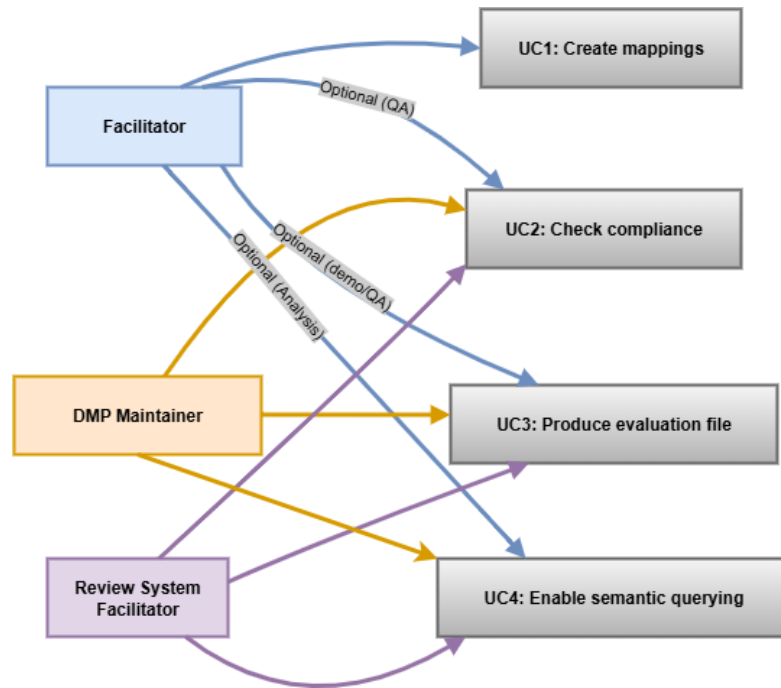 UC1: Create mappings
Optional (QA)
Facilitator
UC2: Check compliance
Optional (demo/QA)
Optional (Analysis)
DMP Maintainer
UC3: Produce evaluation file
Review System
Facilitator
UC4: Enable semantic querying